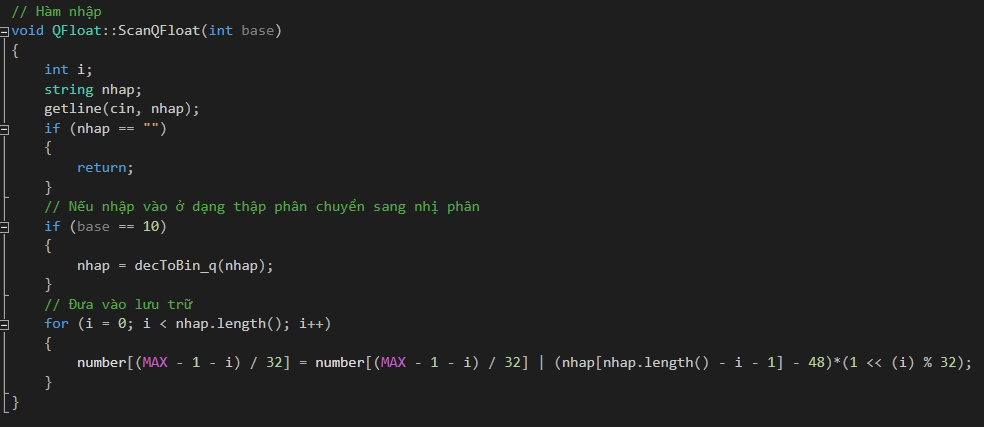 // Hàm nhập
void QFloat::ScanQFloat(int base)
{
    int i;
    string nhap;
    getline(cin, nhap);
    if (nhap == "")
    {
        return;
    }
    // Nếu nhập vào ở dạng thập phân chuyển sang nhị phân
    if (base == 10)
    {
        nhap = decToBin_q(nhap);
    }
    // Đưa vào lưu trữ
    for (i = 0; i < nhap.length(); i++)
    {
        number[(MAX - 1 - i) / 32] = number[(MAX - 1 - i) / 32] | (nhap[nhap.length() - i - 1] - 48)*(1 << (i) % 32);
    }
}